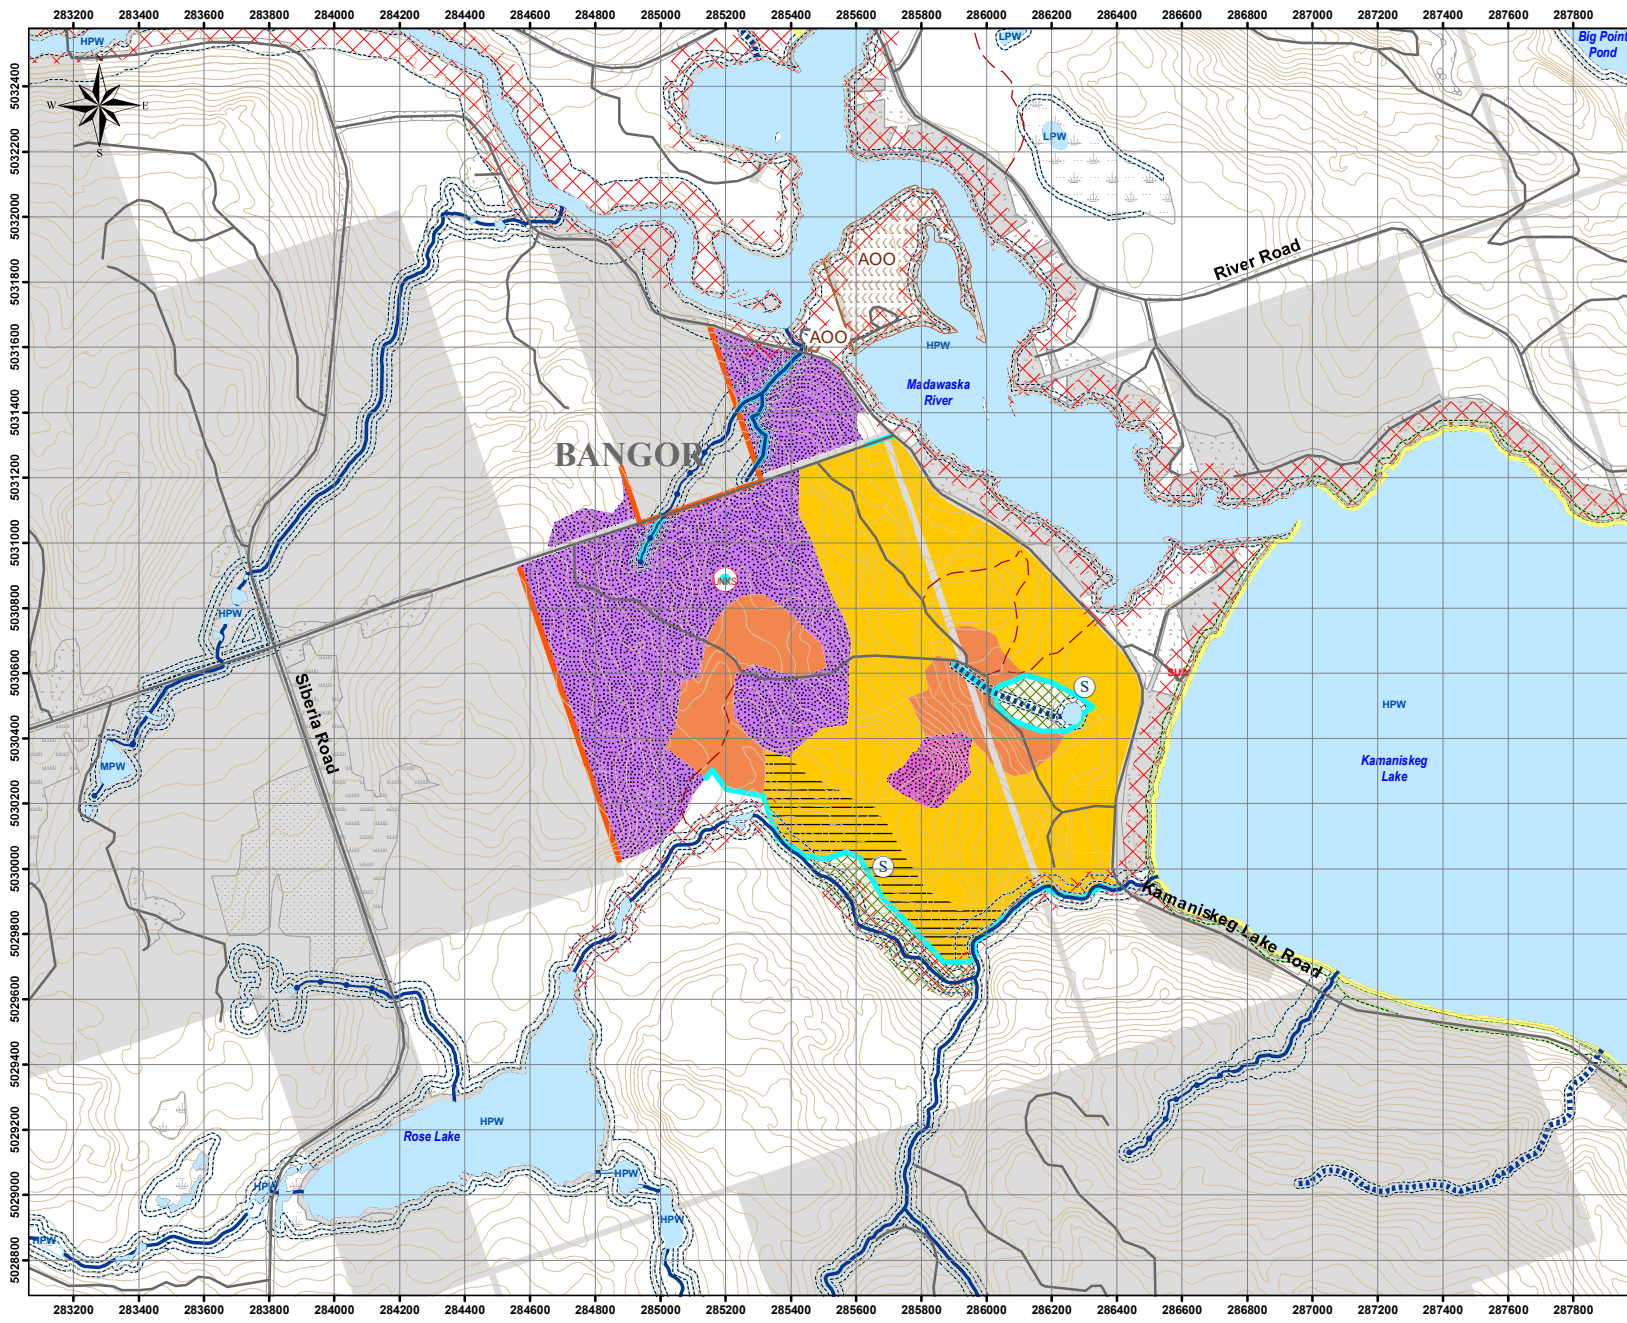 283200 283400 283600 283800 284000 284200 284400 284600 284800 285000 285200 285400 285600 285800 286000 286200 286400 286600 286800 287000 287200 287400 287600 287800
HPW
LPW
Big Point
Pond
N
W E
S
5032400
5032200
5032000
5031800
5031600
5031400
5031200
5031000
5030800
5030600
5030400
5030200
5030000
5029800
5029600
5029400
5029200
5029000
5028800
LPW
River Road
AOO
AOO
HPW
Madawaska
River
BANGOR
UNKS
HPW
Siberia Road
S
HPW
MPW
Kamaniskeg
Lake
S
Kamaniskeg Lake Road
HPW
Rose Lake
HPW
HPW
HPW
HPW
283200 283400 283600 283800 284000 284200 284400 284600 284800 285000 285200 285400 285600 285800 286000 286200 286400 286600 286800 287000 287200 287400 287600 287800